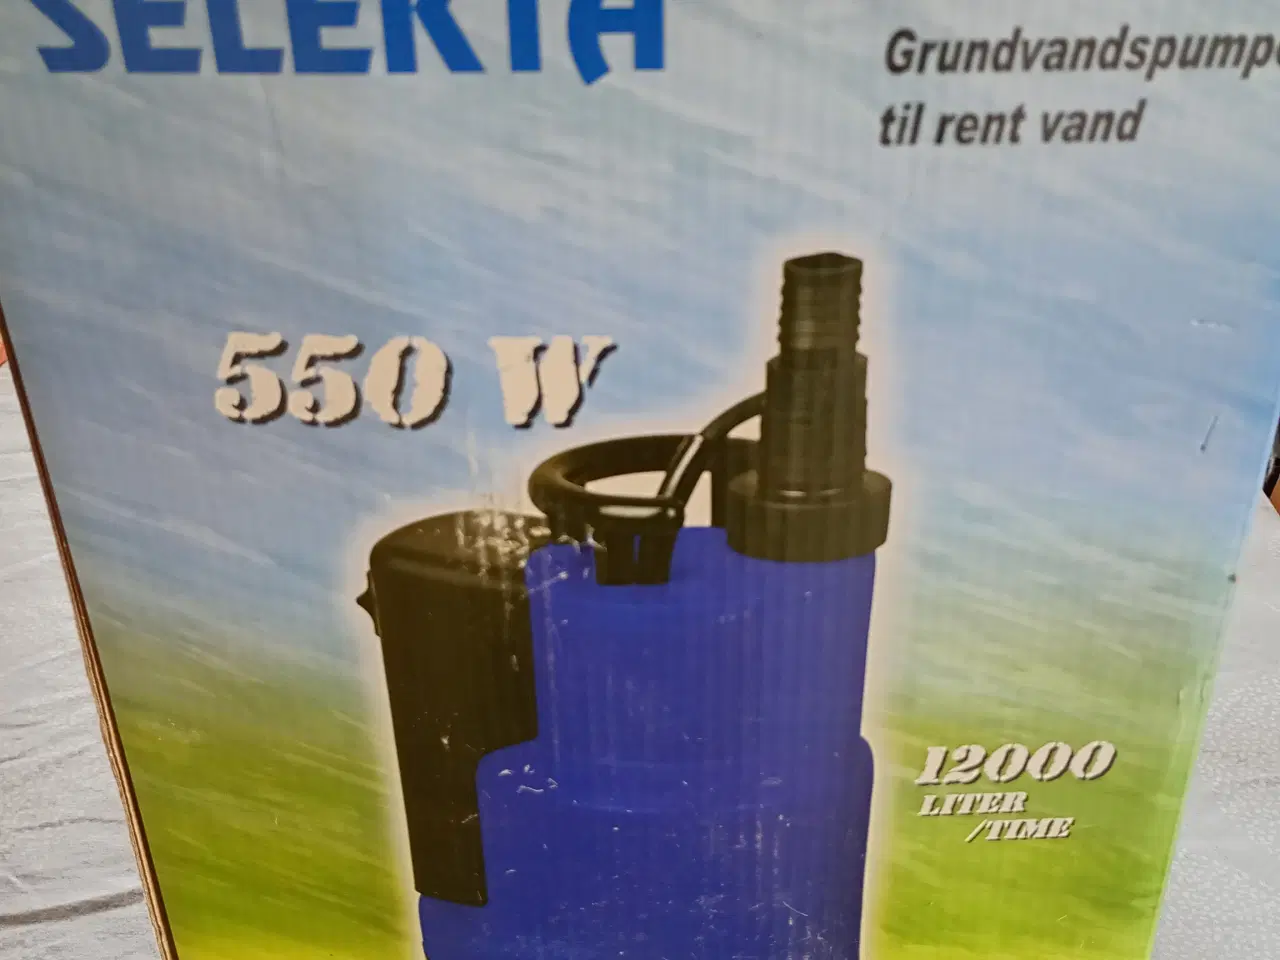 SELEKTA
Grundvandspumpe
til rent vand
550 W
12000
LITER
/TIME